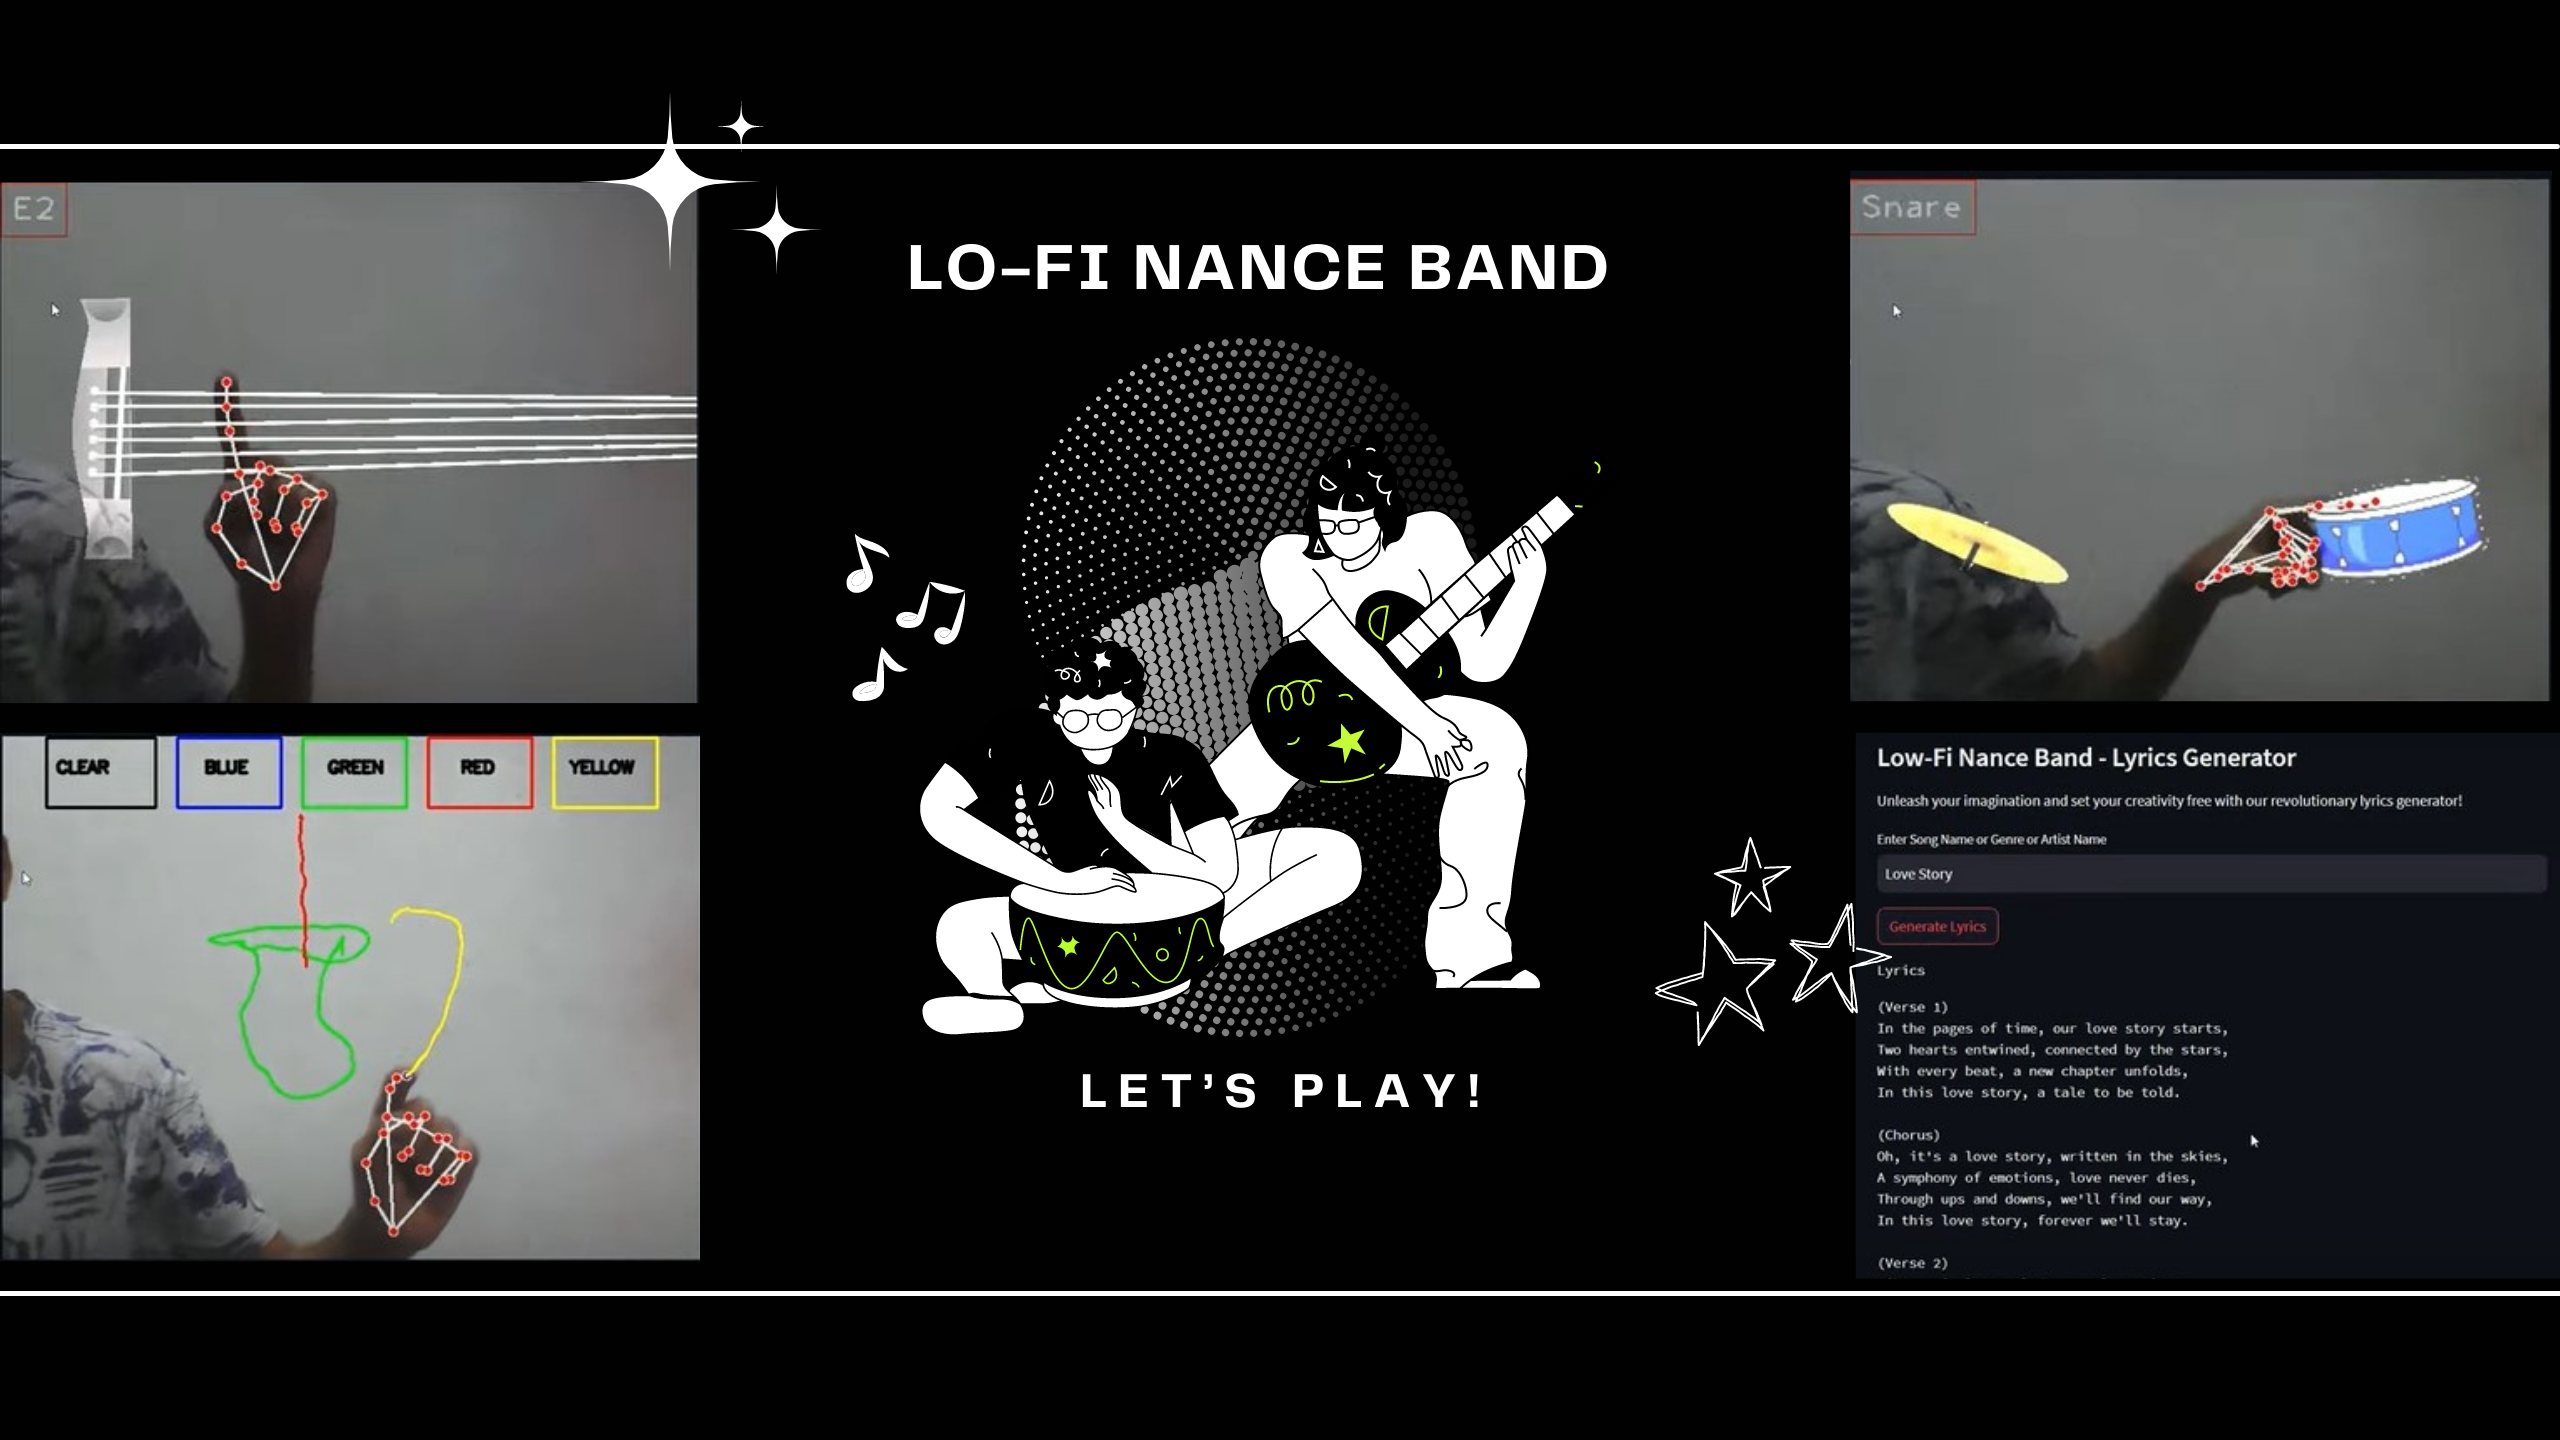 E2
Snare
LO-FI NANCE BAND
CLEAR
BLUE
GREEN
RED
YELLOW
Low-Fi Nance Band - Lyrics Generator
Unleash your imagination and set your creativity free with our revolutionary lyrics generator!
Enter Song Name or Genre or Artist Name
Love Story
Generate Lyrics
Lyrics
(Verse 1)
In the pages of time, our love story starts,
Two hearts entwined, connected by the stars,
With every beat, a new chapter unfolds,
In this love story, a tale to be told.
(Chorus)
Oh, it's a love story, written in the skies,
A symphony of emotions, love never dies,
Through ups and downs, we'll find our way,
In this love story, forever we'll stay.
(Verse 2)
LET'S PLAY!